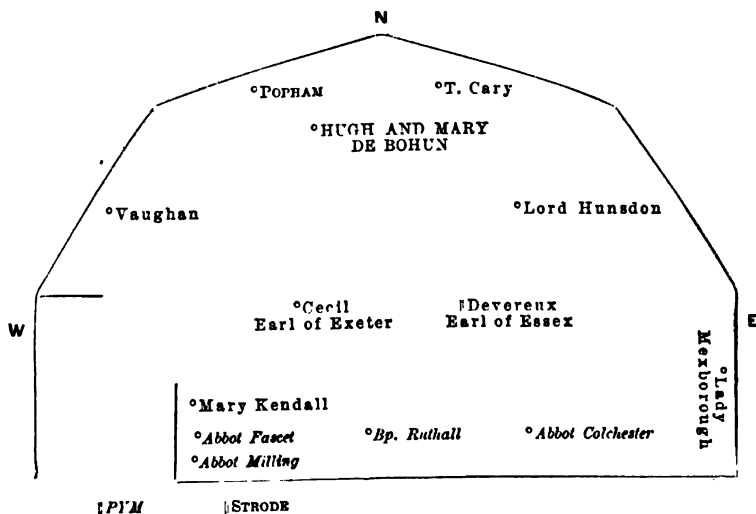 N
POPHAM
T. Cary
HUGH AND MARY
DE BOHUN
Vaughan
Lord Hunsdon
W
Cecil
Earl of Exeter
Devereux
Earl of Essex
E
Lady
Mexborough
Mary Kendall
Abbot Fascet
Bp. Ruthall
Abbot Colchester
Abbot Milling
PYM
STRODE